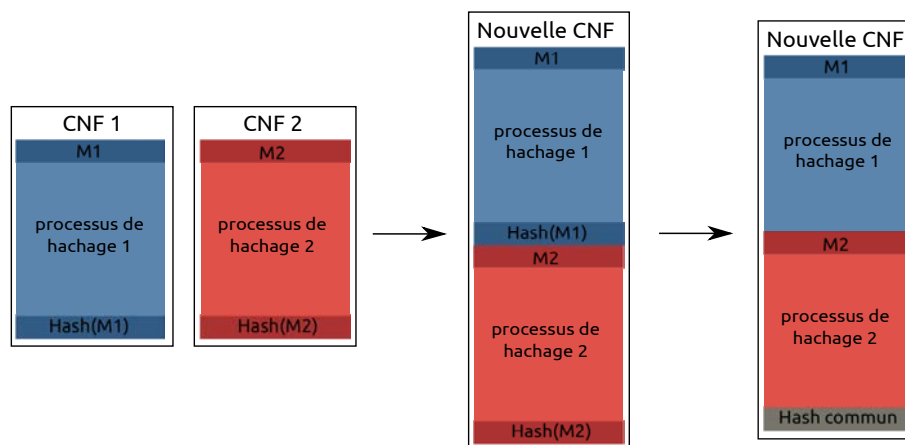 CNF 1
M1
processus de
hachage 1
Hash(M1)
CNF 2
M2
processus de
hachage 2
Hash(M2)
Nouvelle CNF
M1
processus de
hachage 1
Hash(M1)
M2
processus de
hachage 2
Hash(M2)
Nouvelle CNF
M1
processus de
hachage 1
M2
processus de
hachage 2
Hash commun